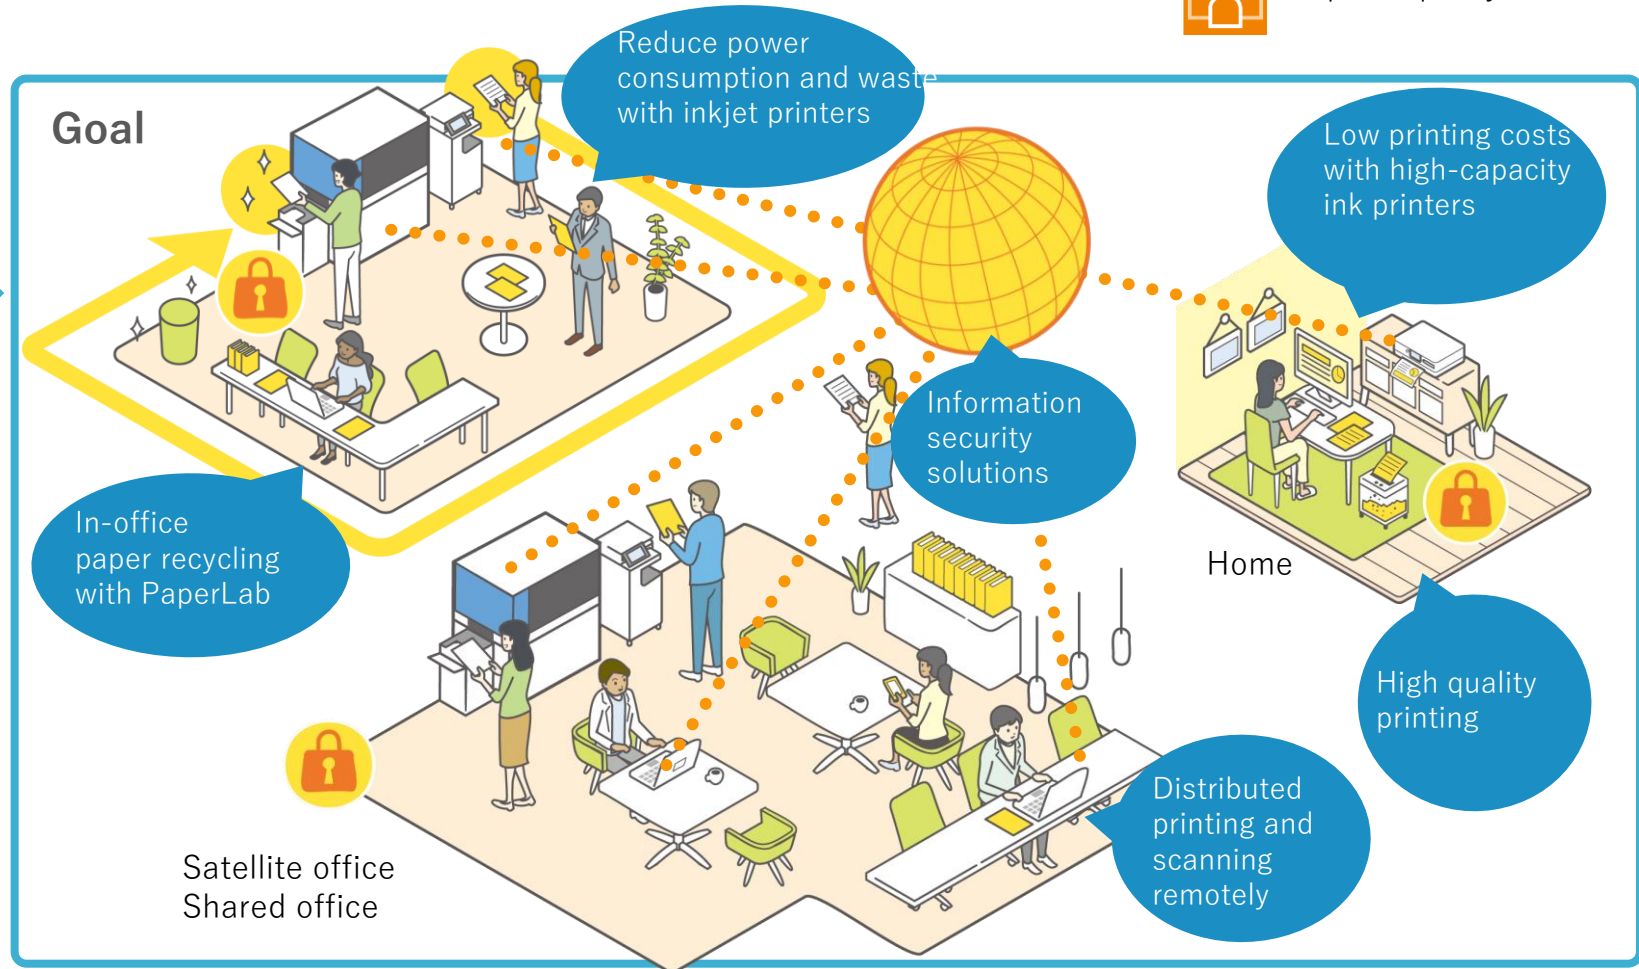 Goal
Reduce power
consumption and waste
with inkjet printers
Low printing costs
with high-capacity
ink printers
Information
security
solutions
In-office
paper recycling
with PaperLab
Home
High quality
printing
Distributed
printing and
scanning
remotely
Satellite office
Shared office